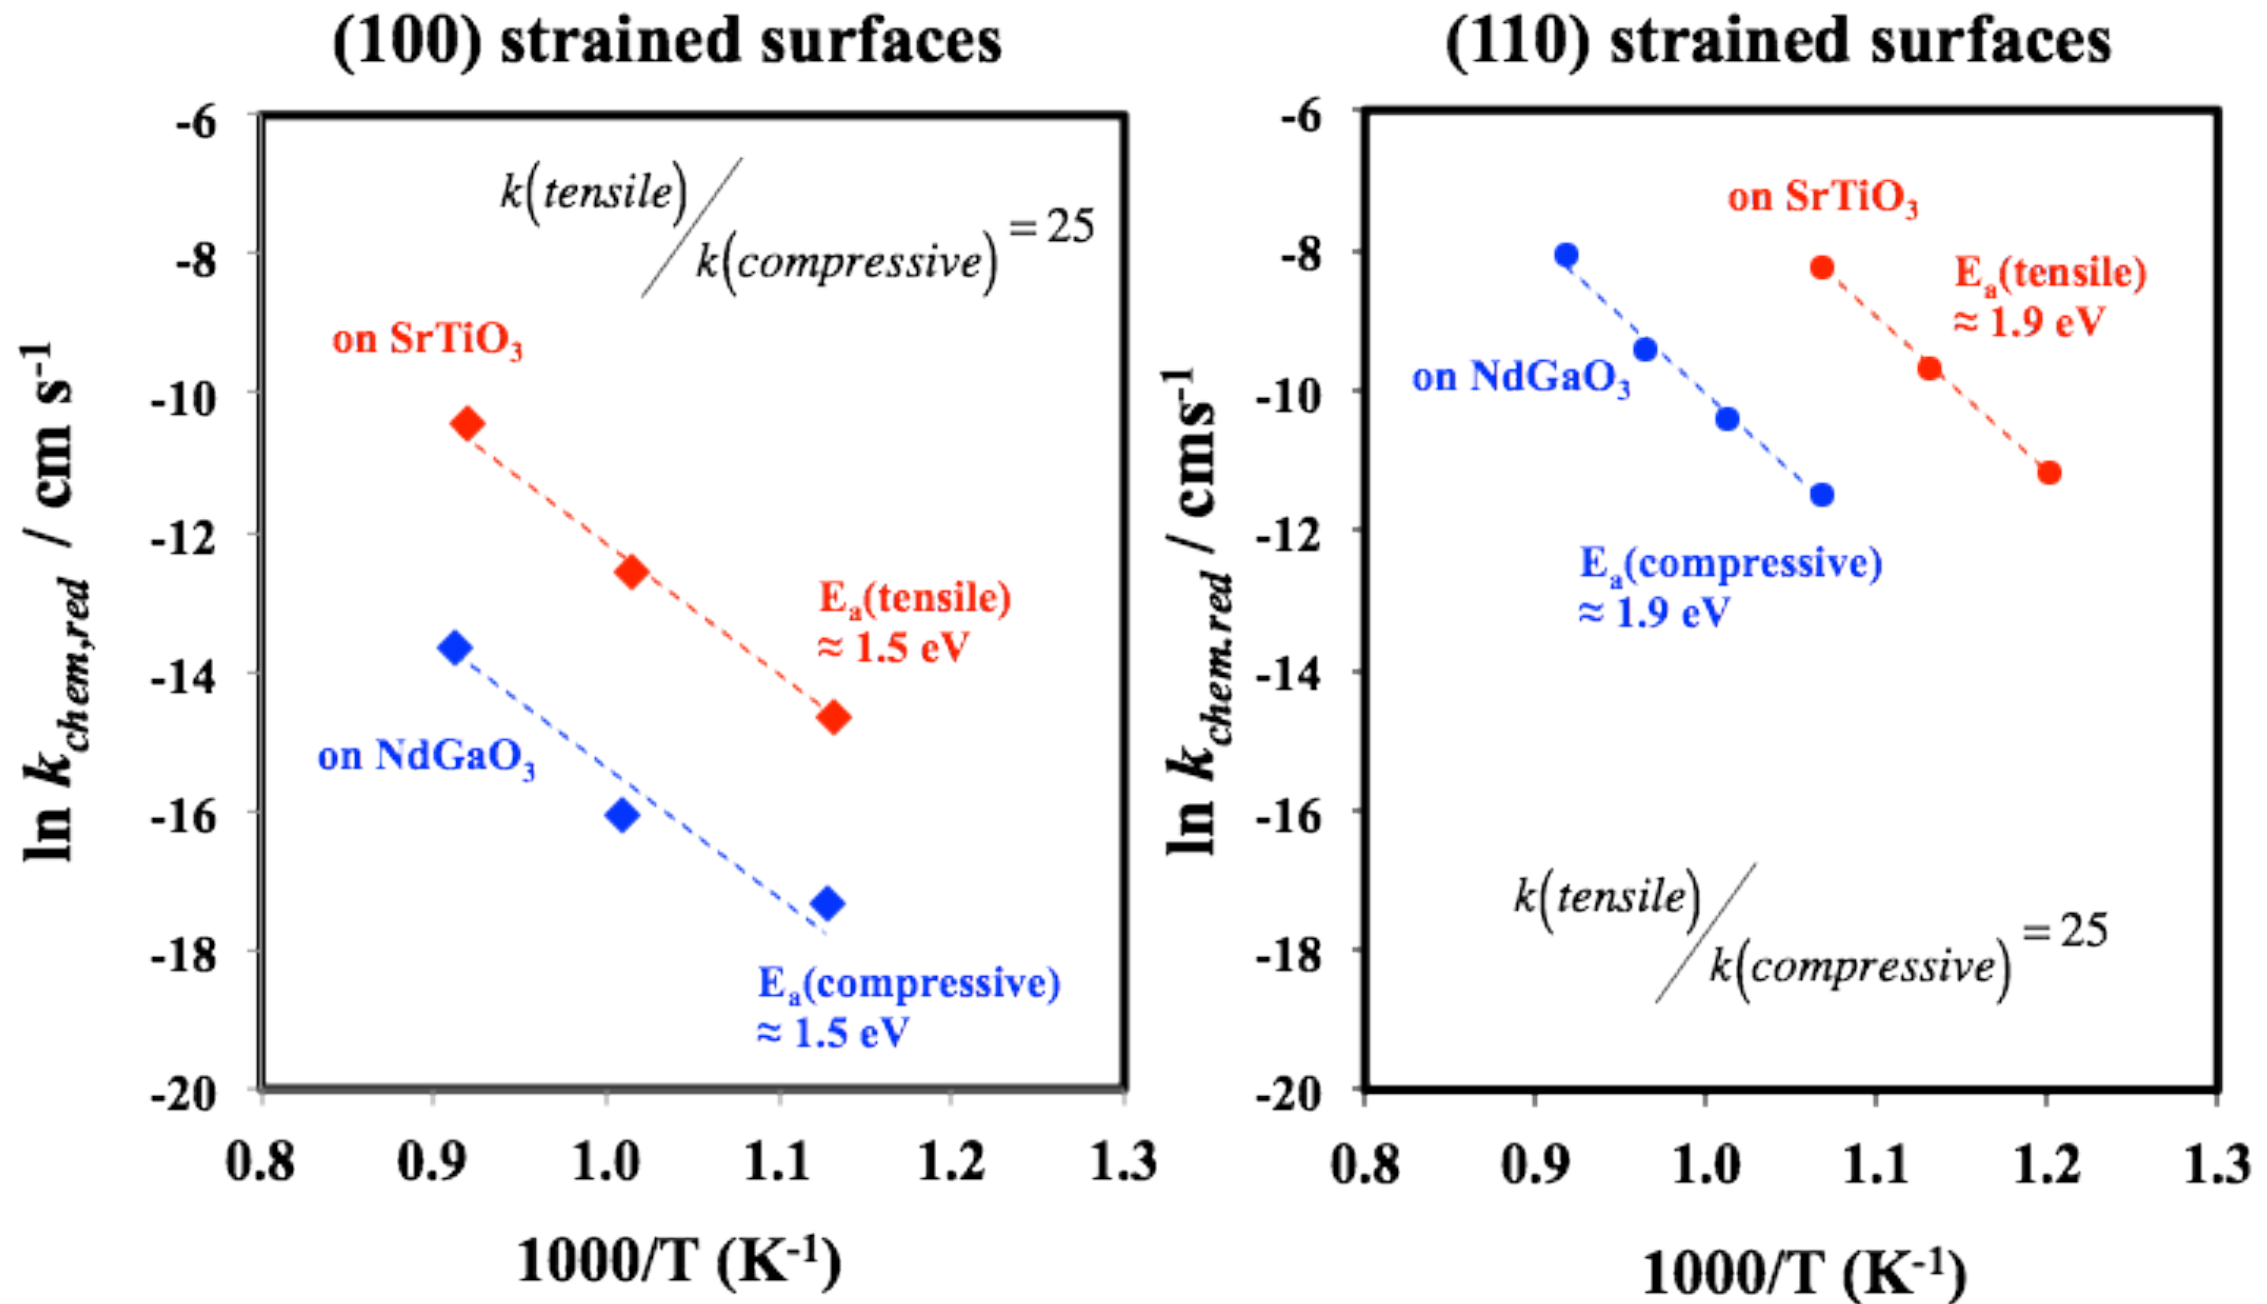 (100) strained surfaces
-6
-8
-10
-12
-14
-16
-18
-20
ln k_chem,red / cm s⁻¹
k(tensile)/k(compressive) = 25
on SrTiO₃
Eₐ(tensile)
≈ 1.5 eV
on NdGaO₃
Eₐ(compressive)
≈ 1.5 eV
0.8 0.9 1.0 1.1 1.2 1.3
1000/T (K⁻¹)
(110) strained surfaces
-6
-8
-10
-12
-14
-16
-18
-20
ln k_chem.red / cms⁻¹
on SrTiO₃
Eₐ(tensile)
≈ 1.9 eV
on NdGaO₃
Eₐ(compressive)
≈ 1.9 eV
k(tensile)/k(compressive) = 25
0.8 0.9 1.0 1.1 1.2 1.3
1000/T (K⁻¹)